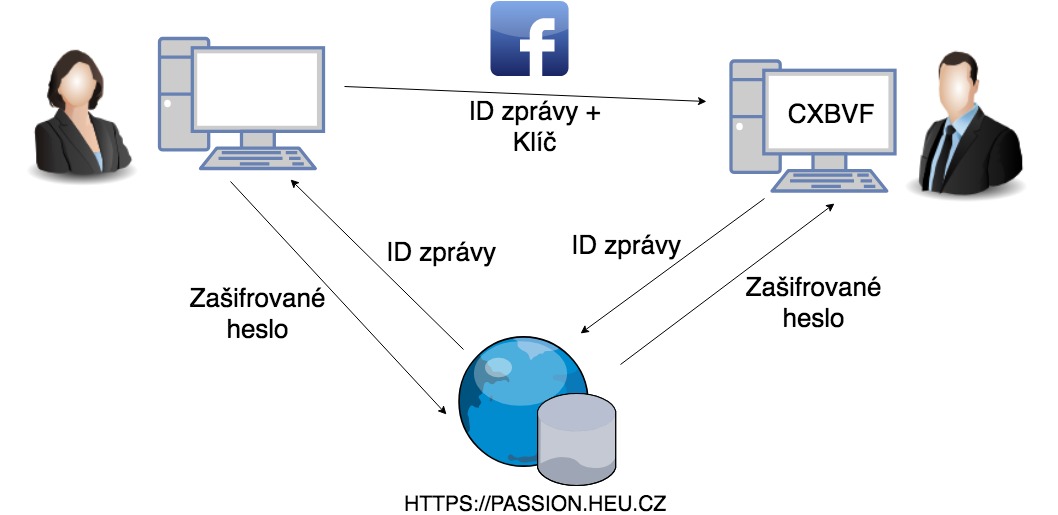 f
ID zprávy +
Klíč
CXBVF
ID zprávy
ID zprávy
Zašifrované
heslo
Zašifrované
heslo
HTTPS://PASSION.HEU.CZ